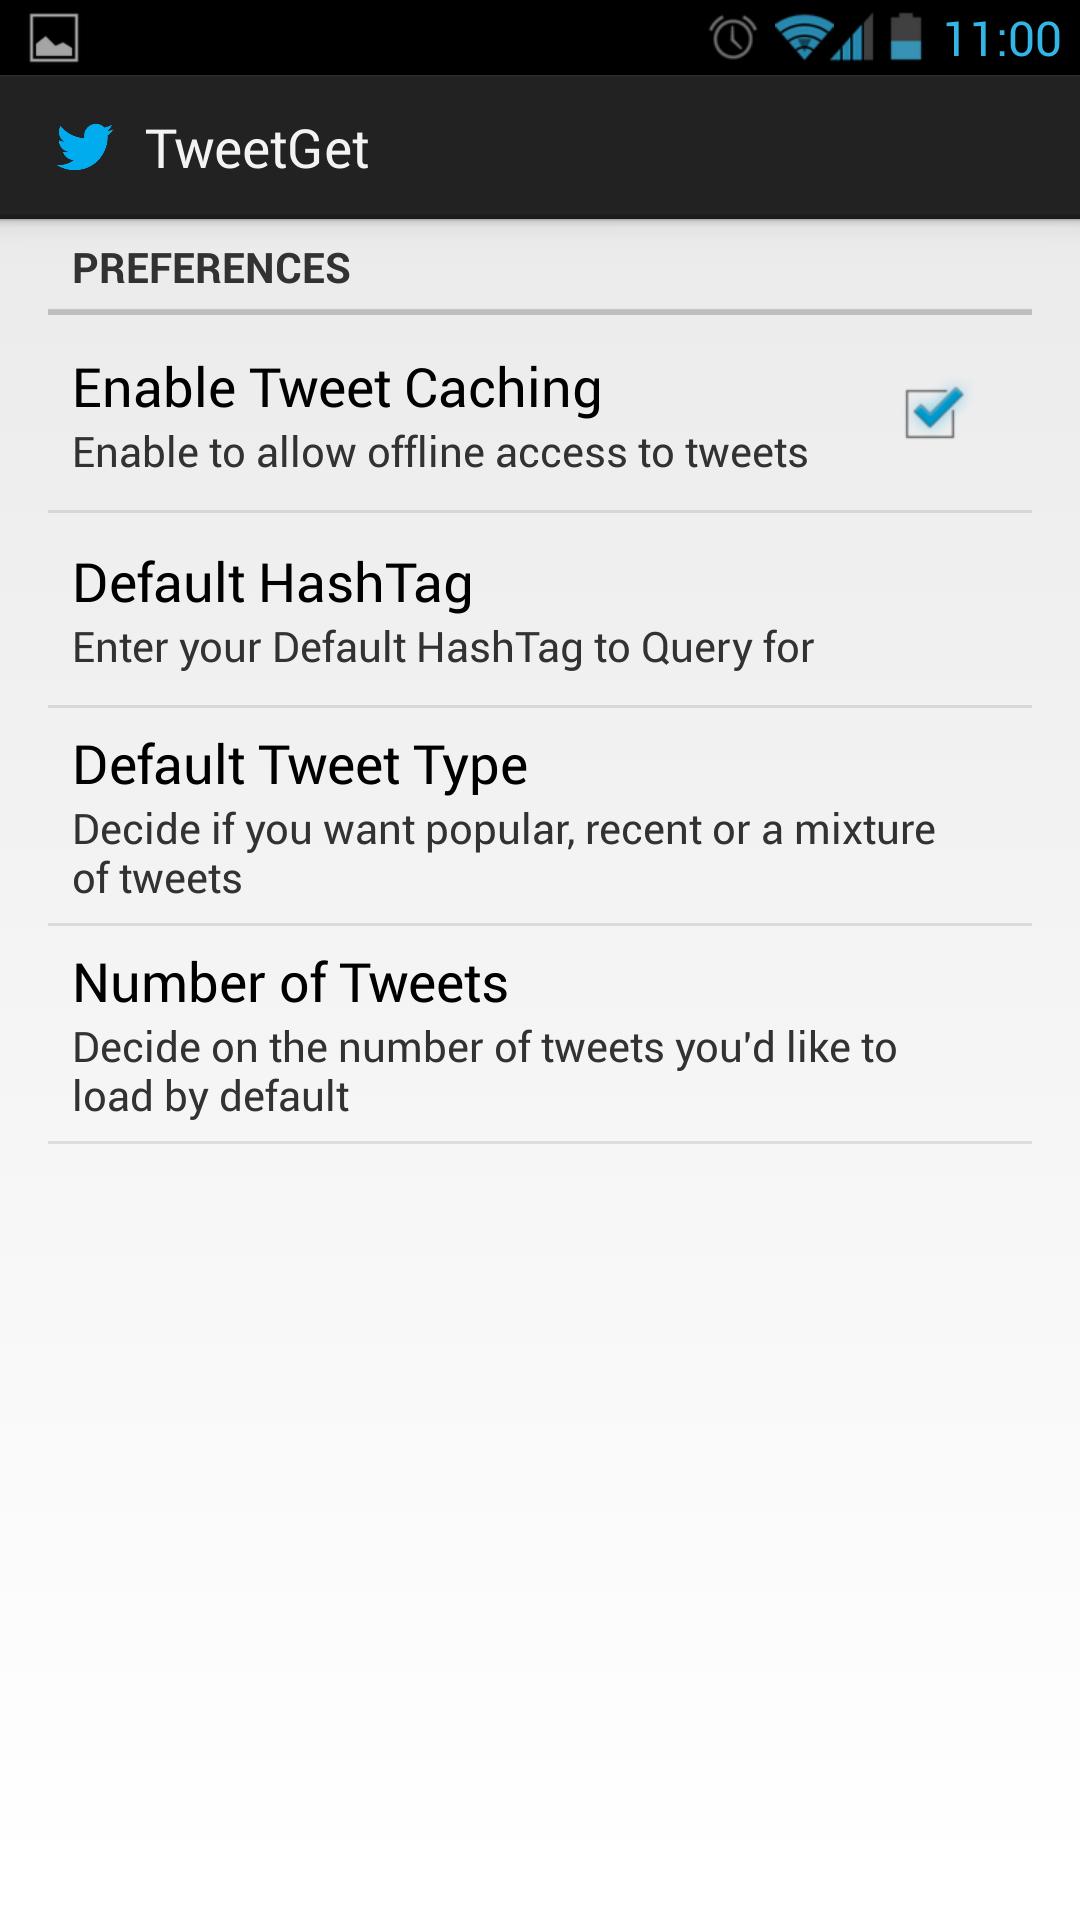 11:00
TweetGet
PREFERENCES
Enable Tweet Caching
Enable to allow offline access to tweets
Default HashTag
Enter your Default HashTag to Query for
Default Tweet Type
Decide if you want popular, recent or a mixture
of tweets
Number of Tweets
Decide on the number of tweets you'd like to
load by default